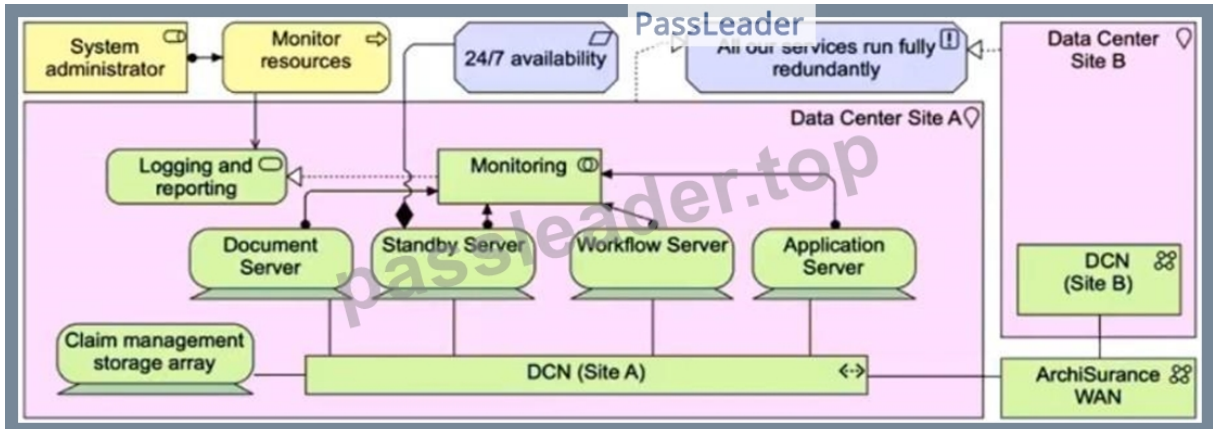 PassLeader
System
administrator
Monitor
resources
24/7 availability
All our services run fully
redundantly
Data Center
Site B
Data Center Site A
Logging and
reporting
Monitoring
Document
Server
Standby Server
Workflow Server
Application
Server
DCN
(Site B)
Claim management
storage array
DCN (Site A)
ArchiSurance
WAN
passleader.top